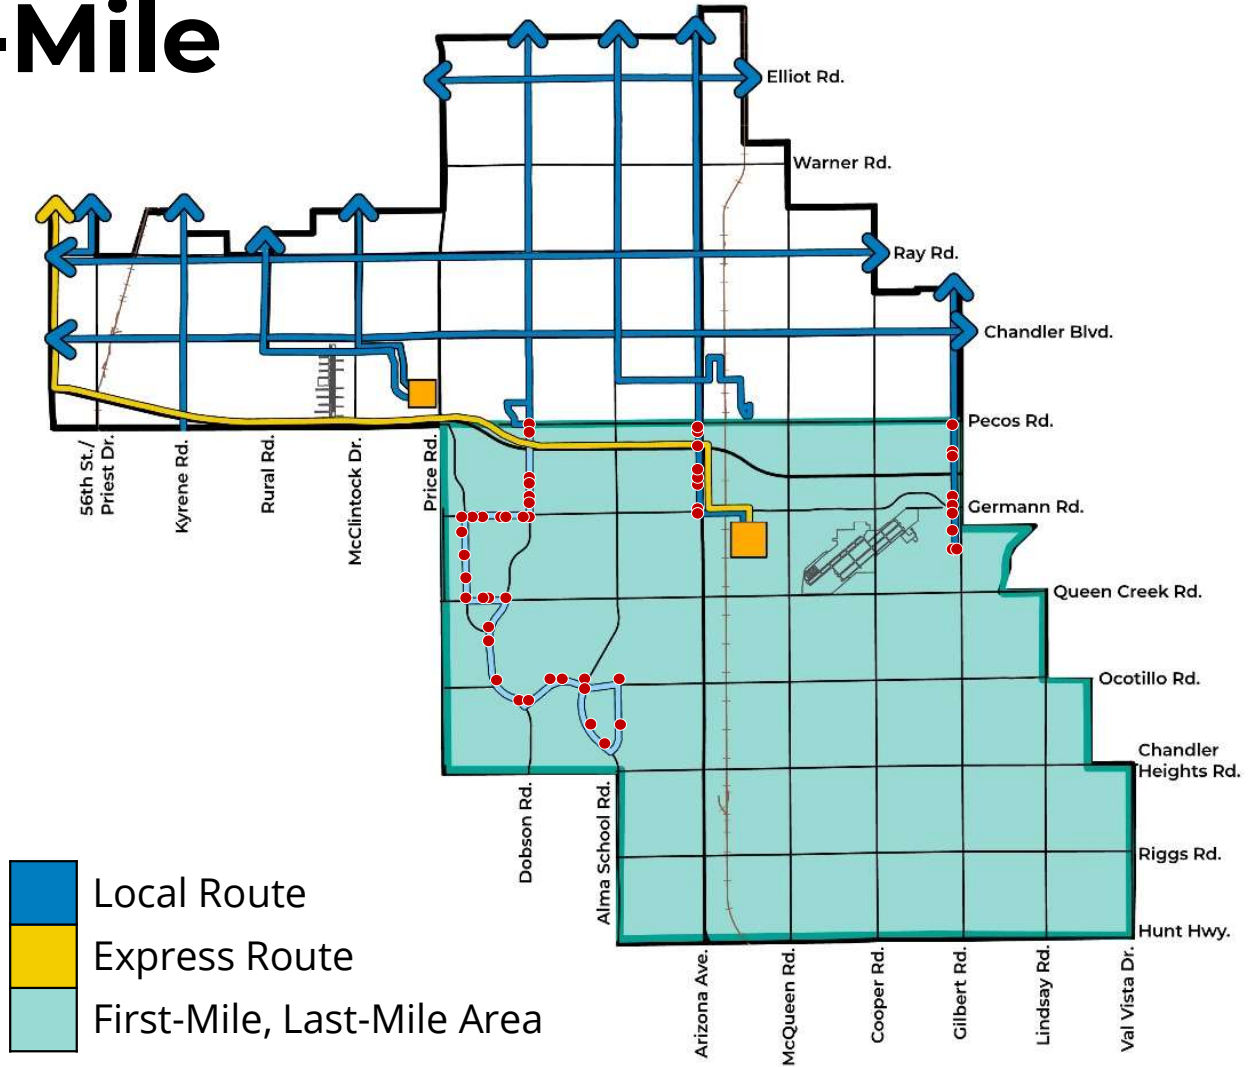 -Mile
Elliot Rd.
Warner Rd.
Ray Rd.
Chandler Blvd.
Pecos Rd.
56th St./
Priest Dr.
Kyrene Rd.
Rural Rd.
McClintock Dr.
Price Rd.
Germann Rd.
Queen Creek Rd.
Ocotillo Rd.
Chandler
Heights Rd.
Dobson Rd.
Alma School Rd.
Riggs Rd.
Hunt Hwy.
Arizona Ave.
McQueen Rd.
Cooper Rd.
Gilbert Rd.
Lindsay Rd.
Val Vista Dr.
Local Route
Express Route
First-Mile, Last-Mile Area